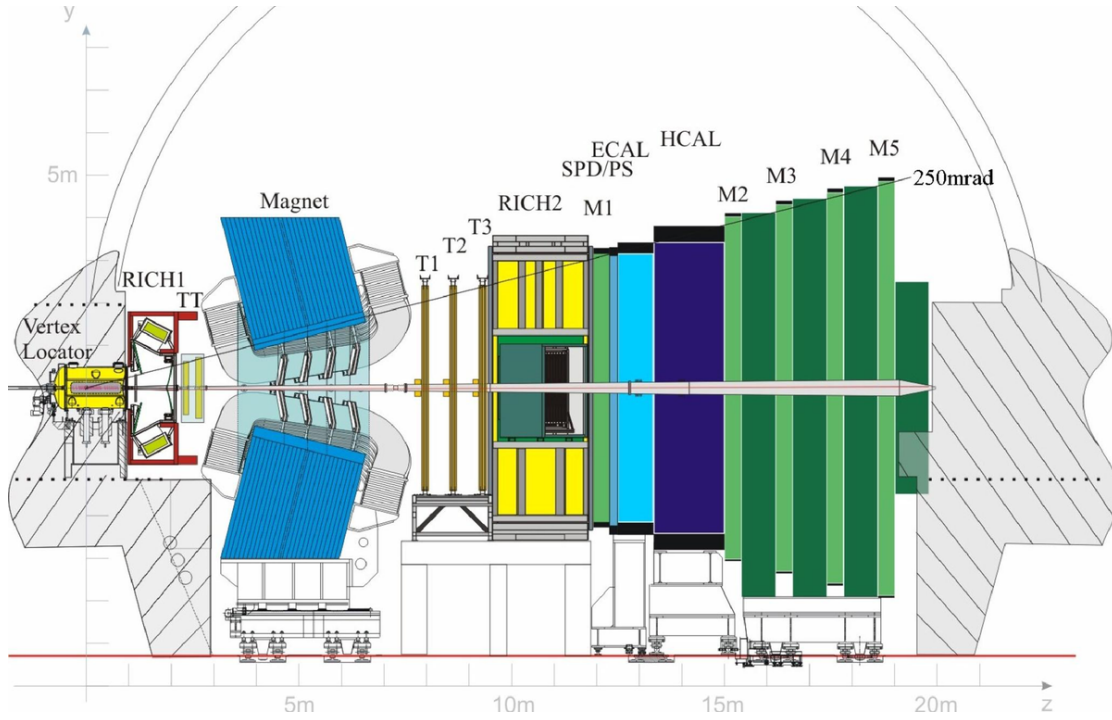 y
5m
RICH1
TT
Vertex
Locator
Magnet
T1
T2
T3
RICH2
M1
SPD/PS
ECAL
HCAL
M2
M3
M4
M5
250mrad
5m
10m
15m
20m
z